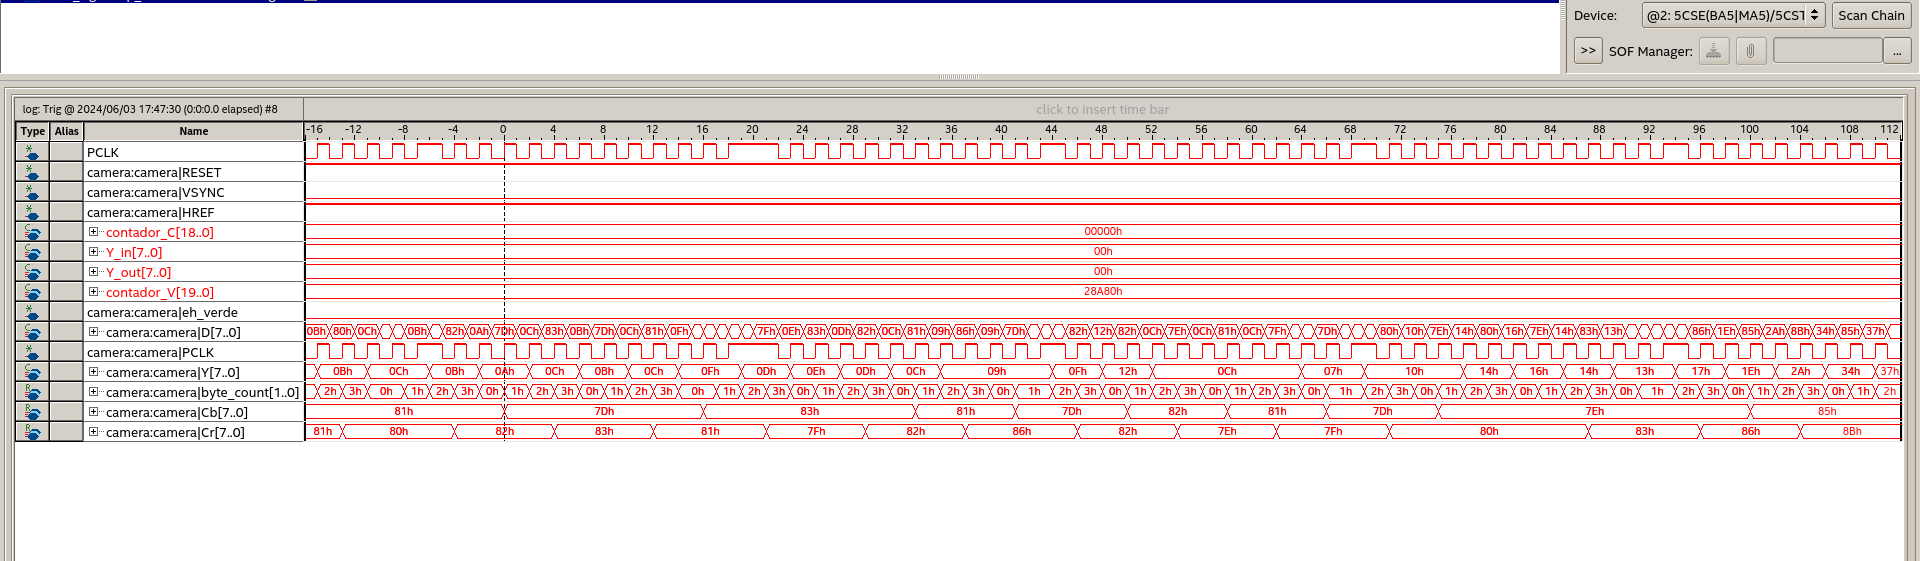 Device: @2: 5CSE(BA5|MA5)/5CST Scan Chain
>> SOF Manager: ...
log: Trig @ 2024/06/03 17:47:30 (0:0:0.0 elapsed) #8 click to insert time bar
Type Alias Name -16 -12 -8 -4 0 4 8 12 16 20 24 28 32 36 40 44 48 52 56 60 64 68 72 76 80 84 88 92 96 100 104 108 112
PCLK
camera:camera|RESET
camera:camera|VSYNC
camera:camera|HREF
contador_C[18..0] 00000h
Y_in[7..0] 00h
Y_out[7..0] 00h
contador_V[19..0] 28A80h
camera:camera|eh_verde
camera:camera|D[7..0] 0Bh 80h 0Ch 0Bh 82h 0Ah 7Dh 0Ch 83h 0Bh 7Dh 0Ch 81h 0Fh 7Fh 0Eh 83h 0Dh 82h 0Ch 81h 09h 86h 09h 7Dh 82h 12h 82h 0Ch 7Eh 0Ch 81h 0Ch 7Fh 7Dh 80h 10h 7Eh 14h 80h 16h 7Eh 14h 83h 13h 86h 1Eh 85h 2Ah 8Bh 34h 85h 37h
camera:camera|PCLK
camera:camera|Y[7..0] 0Bh 0Ch 0Bh 0Ah 0Ch 0Bh 0Ch 0Fh 0Dh 0Eh 0Dh 0Ch 09h 0Fh 12h 0Ch 07h 10h 14h 16h 14h 13h 17h 1Eh 2Ah 34h 37h
camera:camera|byte_count[1..0] 2h 3h 0h 1h 2h 3h 0h 1h 2h 3h 0h 1h 2h 3h 0h 1h 2h 3h 0h 1h 2h 3h 0h 1h 2h 3h 0h 1h 2h 3h 0h 1h 2h 3h 0h 1h 2h 3h 0h 1h 2h 3h 0h 1h 2h 3h 0h 1h 2h 3h 0h 1h 2h 3h 0h 1h 2h 3h 0h 1h 2h
camera:camera|Cb[7..0] 81h 7Dh 83h 81h 7Dh 82h 81h 7Dh 7Eh 85h
camera:camera|Cr[7..0] 81h 80h 82h 83h 81h 7Fh 82h 86h 82h 7Eh 7Fh 80h 83h 86h 8Bh